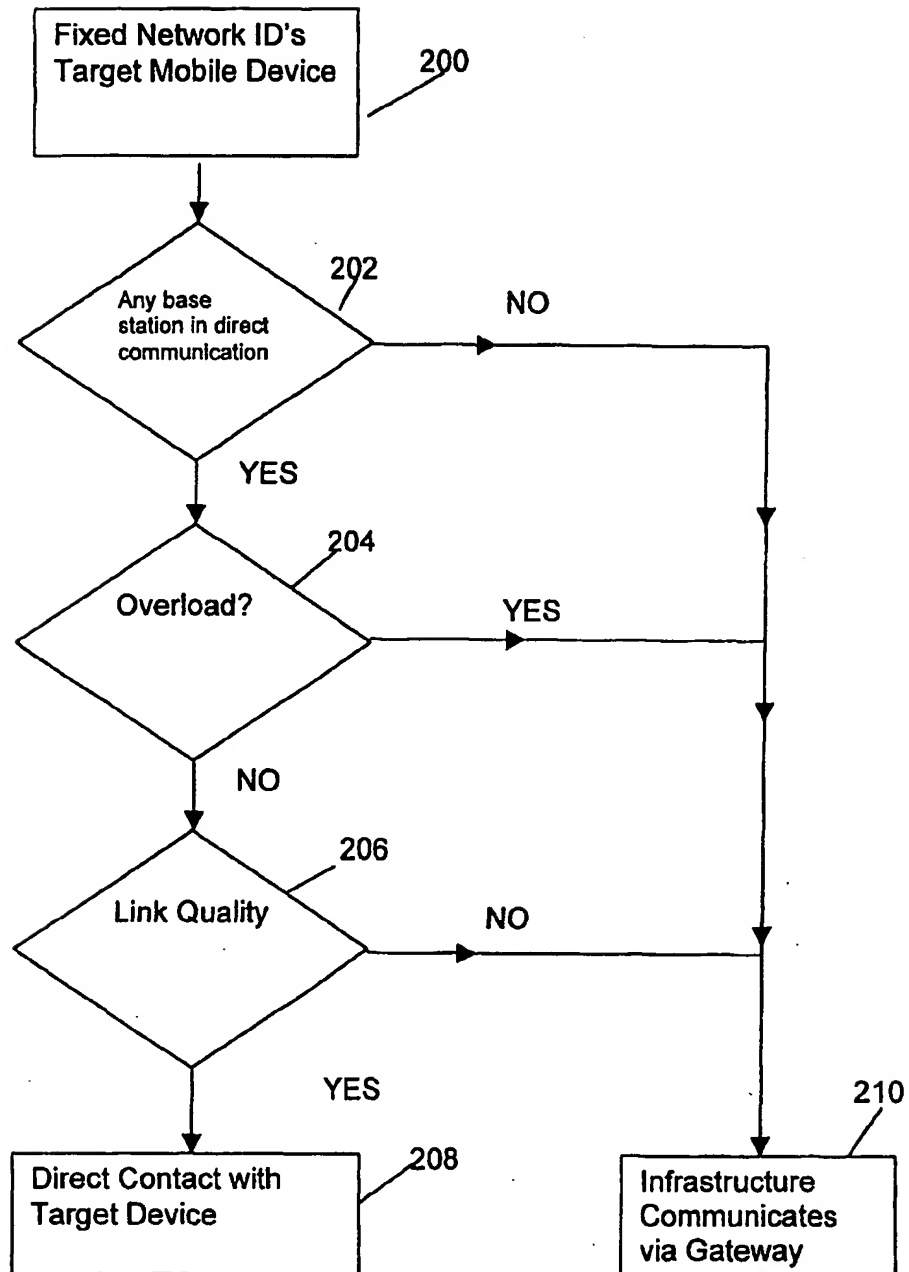 Fixed Network ID's
Target Mobile Device
200
202
Any base
station in direct
communication
NO
YES
204
Overload?
YES
NO
206
Link Quality
NO
YES
210
208
Direct Contact with
Target Device
Infrastructure
Communicates
via Gateway